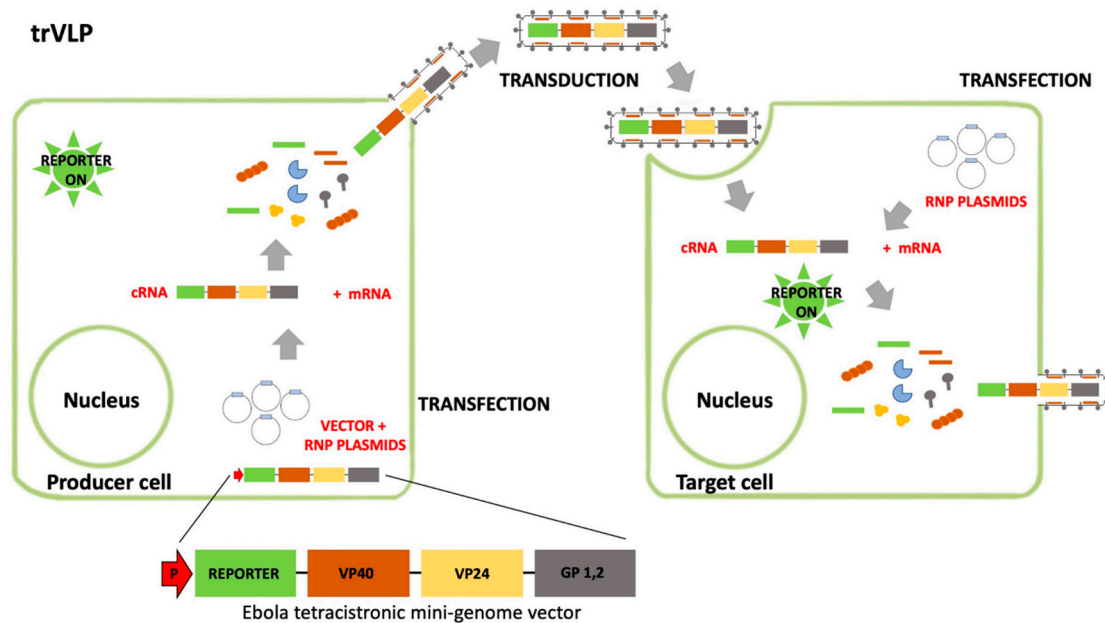 trVLP
TRANSDUCTION
TRANSFECTION
REPORTER
ON
RNP PLASMIDS
cRNA
+ mRNA
cRNA
+ mRNA
REPORTER
ON
Nucleus
TRANSFECTION
Nucleus
VECTOR +
RNP PLASMIDS
Producer cell
Target cell
P
REPORTER
VP40
VP24
GP 1,2
Ebola tetracistronic mini-genome vector